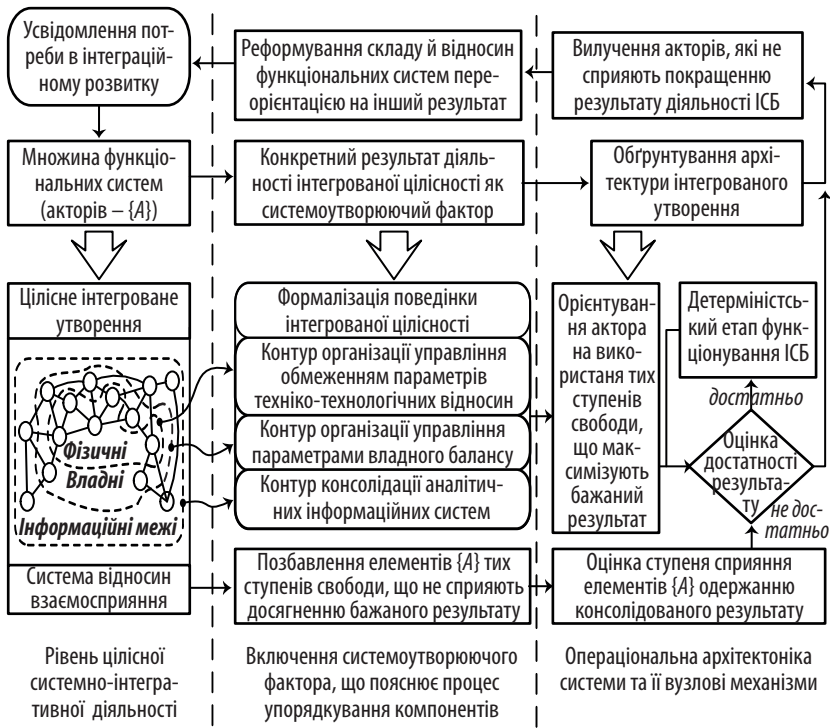 Усвідомлення пот-
реби в інтеграцій-
ному розвитку
Реформування складу й відносин
функціональних систем пере-
орієнтацією на інший результат
Вилучення акторів, які не
сприяють покращенню
результату діяльності ІСБ
Множина функціо-
нальних систем
(акторів – {А})
Конкретний результат діяль-
ності інтегрованої цілісності як
системоутворюючий фактор
Обґрунтування архі-
тектури інтегрованого
утворення
Цілісне інтегроване
утворення
Фізичні
Владні
Інформаційні межі
Система відносин
взаємосприяння
Формалізація поведінки
інтегрованої цілісності
Контур організації управління
обмеженням параметрів
техніко-технологічних відносин
Контур організації управління
параметрами владного балансу
Контур консолідації аналітич-
них інформаційних систем
Позбавлення елементів {А} тих
ступенів свободи, що не сприяють
досягненню бажаного результату
Орієнтуван-
ня актора
на вико-
ристаня тих
ступенів
свободи,
що мак-
симізують
бажаний
результат
Детерміністсь-
кий етап функ-
ціонування ІСБ
достатньо
Оцінка
достатності
результа-
ту
не дос-
татньо
Оцінка ступеня сприяння
елементів {А} одержанню
консолідованого результату
Рівень цілісної
системно-інтегра-
тивної діяльності
Включення системоутворюючого
фактора, що пояснює процес
упорядкування компонентів
Операціональна архітектоніка
системи та її вузлові механізми